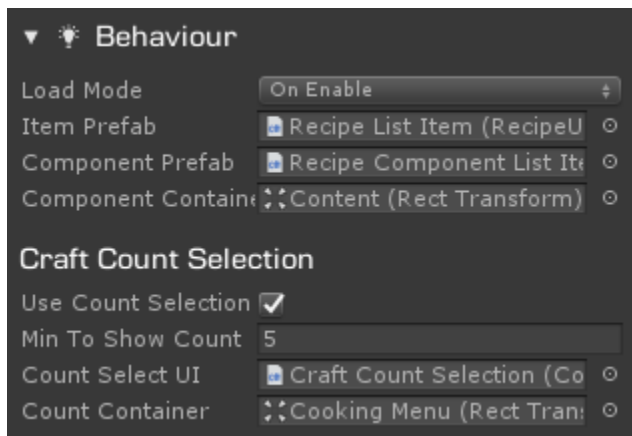 Behaviour
Load Mode On Enable
Item Prefab Recipe List Item (RecipeU
Component Prefab Recipe Component List Ite
Component Containe Content (Rect Transform)
Craft Count Selection
Use Count Selection
Min To Show Count 5
Count Select UI Craft Count Selection (Co
Count Container Cooking Menu (Rect Trans